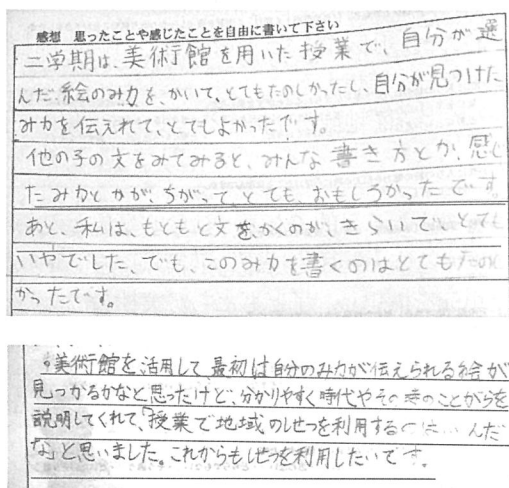 感想 思ったことや感じたことを自由に書いて下さい
二学期は、美術館を用いた授業で、自分が選
んだ絵のみ力を、かいて、とてもたのしかったし、自分が見つけた
み力を伝えれて、とてもよかったです。
他の子の文をみてみると、みんな書き方とか、感じ
たみ力とかが、ちがって、とても、おもしろかったです。
あと、私は、もともと文を、かくのが、きらいで、とても
いやでした、でも、このみ力を書くのはとてもたのし
かったです。
。美術館を活用して、最初は自分のみ力が伝えられる絵が
見つかるかなと思ったけど、分かりやすく時代やその時のことがらを
説明してくれて、「授業で地域のしせつを利用する んだ
な」と思いました。これからもしせつを利用したいです。